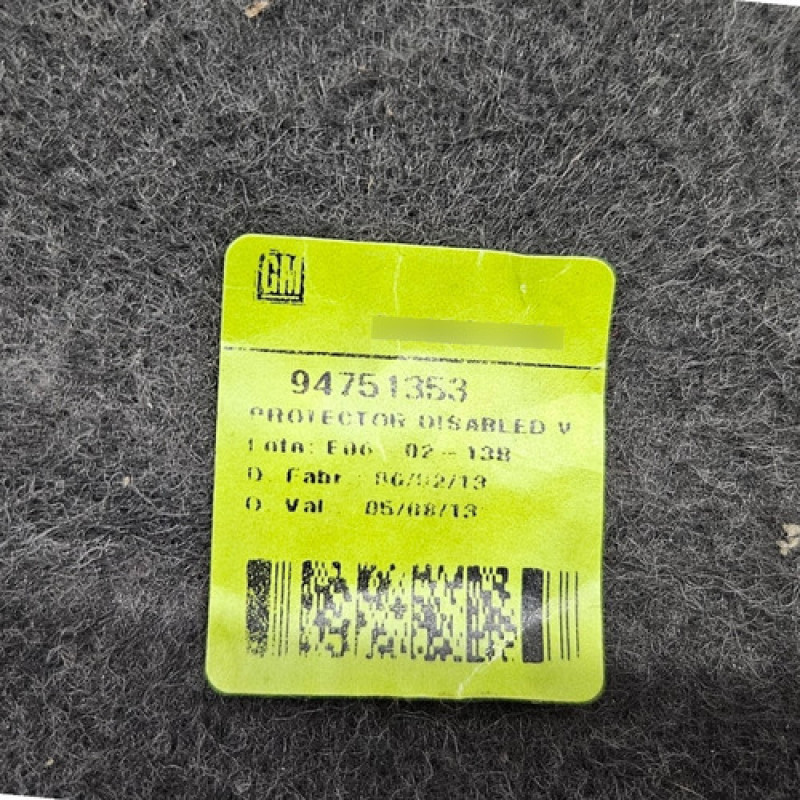 GM
94751353
PROTECTOR DISABLED V
Lote: E06 02-138
D. Fabr : 06/02/13
D. Val : 05/08/13